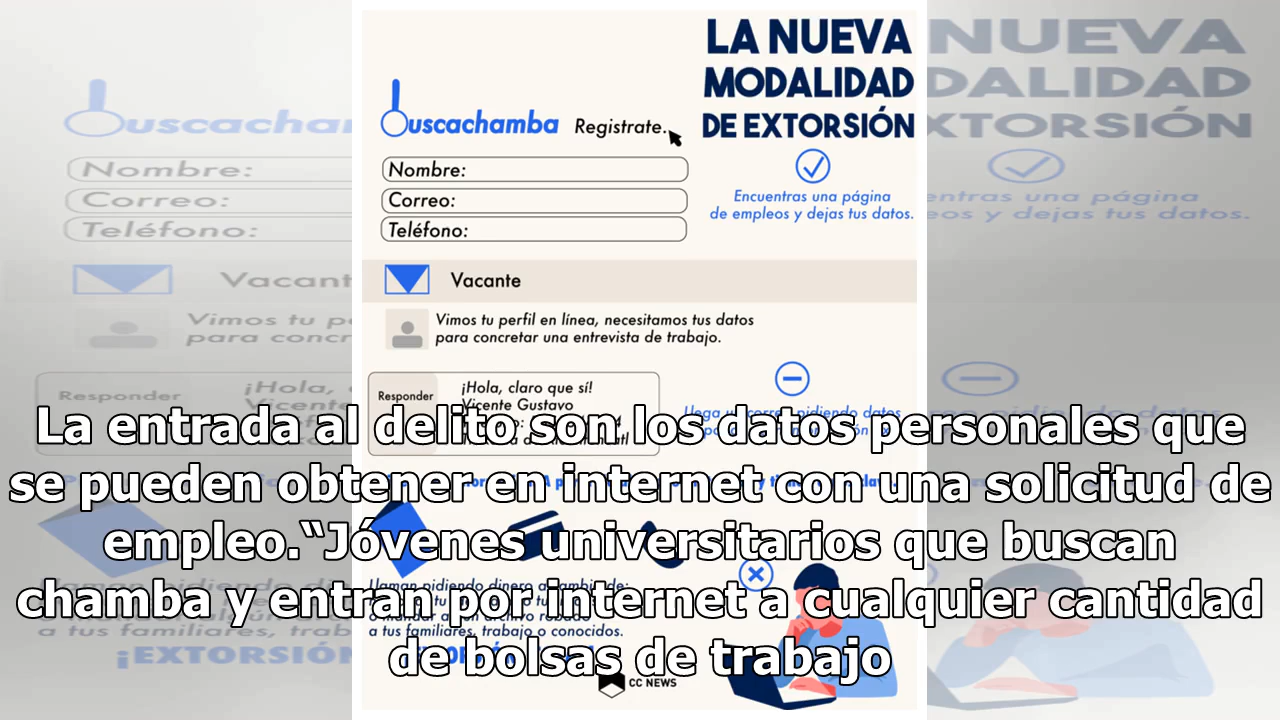 LA NUEVA
MODALIDAD
DE EXTORSIÓN
uscachamba Registrate.
Nombre:
Correo:
Teléfono:
Encuentras una página
de empleos y dejas tus datos.
Vacante
Vimos tu perfil en línea, necesitamos tus datos
para concretar una entrevista de trabajo.
Responder
¡Hola, claro que sí!
Vicente Gustavo
La entrada al delito son los datos personales que
se pueden obtener en internet con una solicitud de
empleo.“Jóvenes universitarios que buscan
chamba y entran por internet a cualquier cantidad
de bolsas de trabajo
Llaman pidiendo dinero a cambio de:
a tus familiares, trabajo o conocidos.
CC NEWS